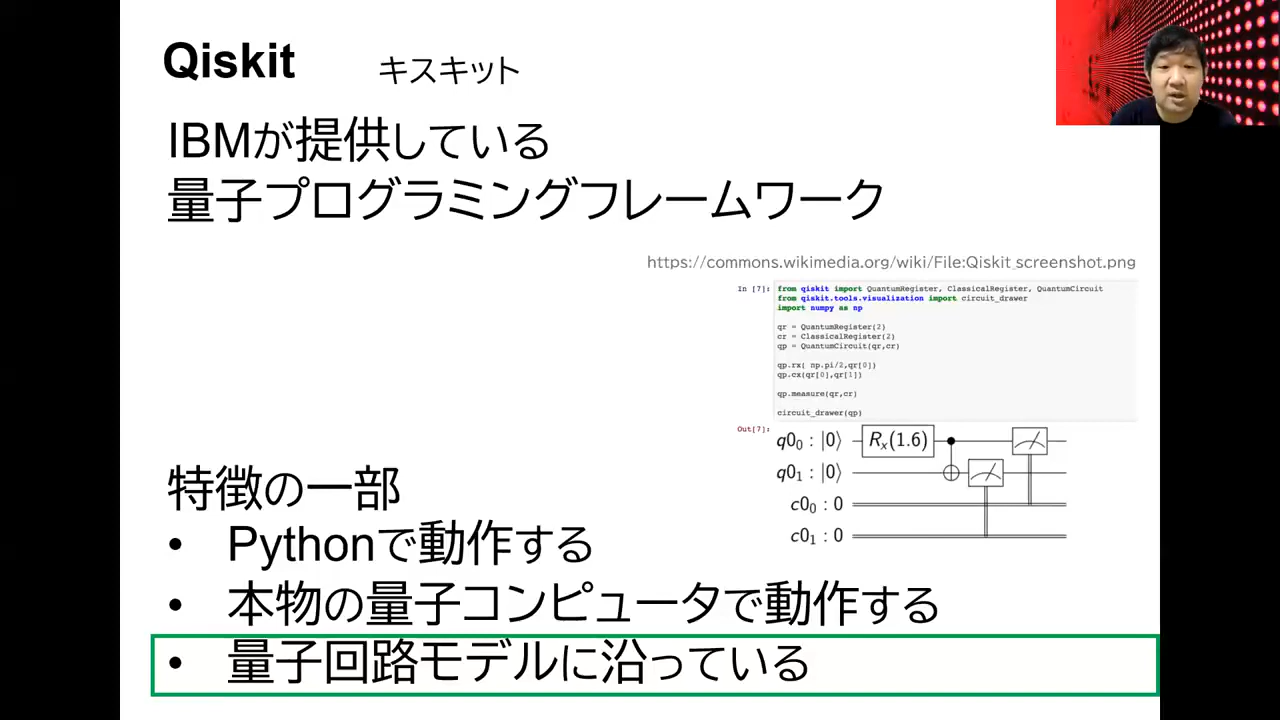 Qiskit キスキット
IBMが提供している
量子プログラミングフレームワーク
https://commons.wikimedia.org/wiki/File:Qiskit_screenshot.png
In [7]: from qiskit import QuantumRegister, ClassicalRegister, QuantumCircuit
from qiskit.tools.visualization import circuit_drawer
import numpy as np
qr = QuantumRegister(2)
cr = ClassicalRegister(2)
qp = QuantumCircuit(qr,cr)
qp.rx( np.pi/2,qr[0])
qp.cx(qr[0],qr[1])
qp.measure(qr,cr)
circuit_drawer(qp)
Out[7]:
q0₀ : |0⟩ Rₓ(1.6)
q0₁ : |0⟩
c0₀ : 0
c0₁ : 0
特徴の一部
• Pythonで動作する
• 本物の量子コンピュータで動作する
• 量子回路モデルに沿っている